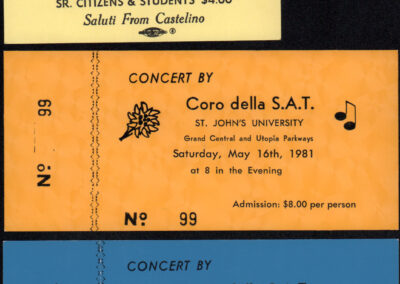 SR. CITIZENS & STUDENTS $4.00
Saluti From Castelino
CONCERT BY
Coro della S.A.T.
ST. JOHN'S UNIVERSITY
Grand Central and Utopia Parkways
Saturday, May 16th, 1981
at 8 in the Evening
Admission: $8.00 per person
Nº 99
Nº 99
CONCERT BY